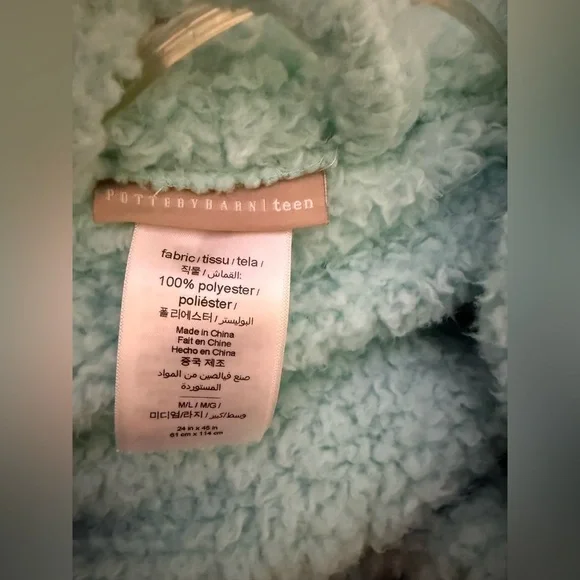 POTTERYBARN|teen
fabric / tissu / tela /
직물 / القماش:
100% polyester /
poliéster /
폴리에스터 / البوليستر
Made in China
Fait en Chine
Hecho en China
중국 제조
صنع في الصين من المواد
المستوردة
M/L / M/G /
미디엄/라지 / وسط/كبير
24 in x 45 in
61 cm x 114 cm